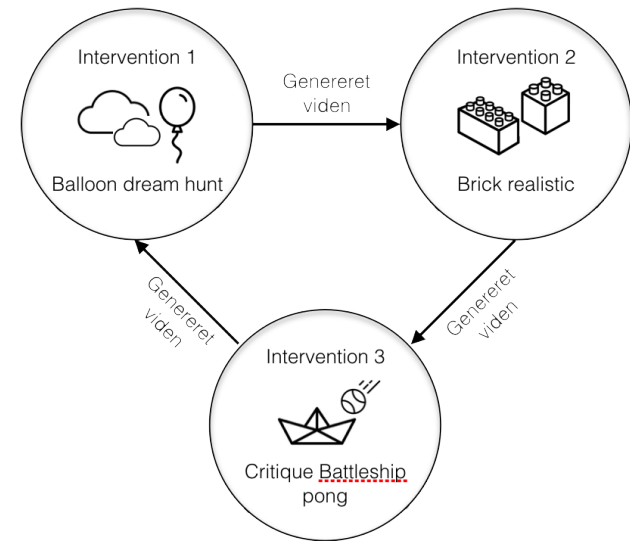 Intervention 1
Balloon dream hunt
Genereret
viden
Intervention 2
Brick realistic
Genereret
viden
Intervention 3
Critique Battleship
pong
Genereret
viden